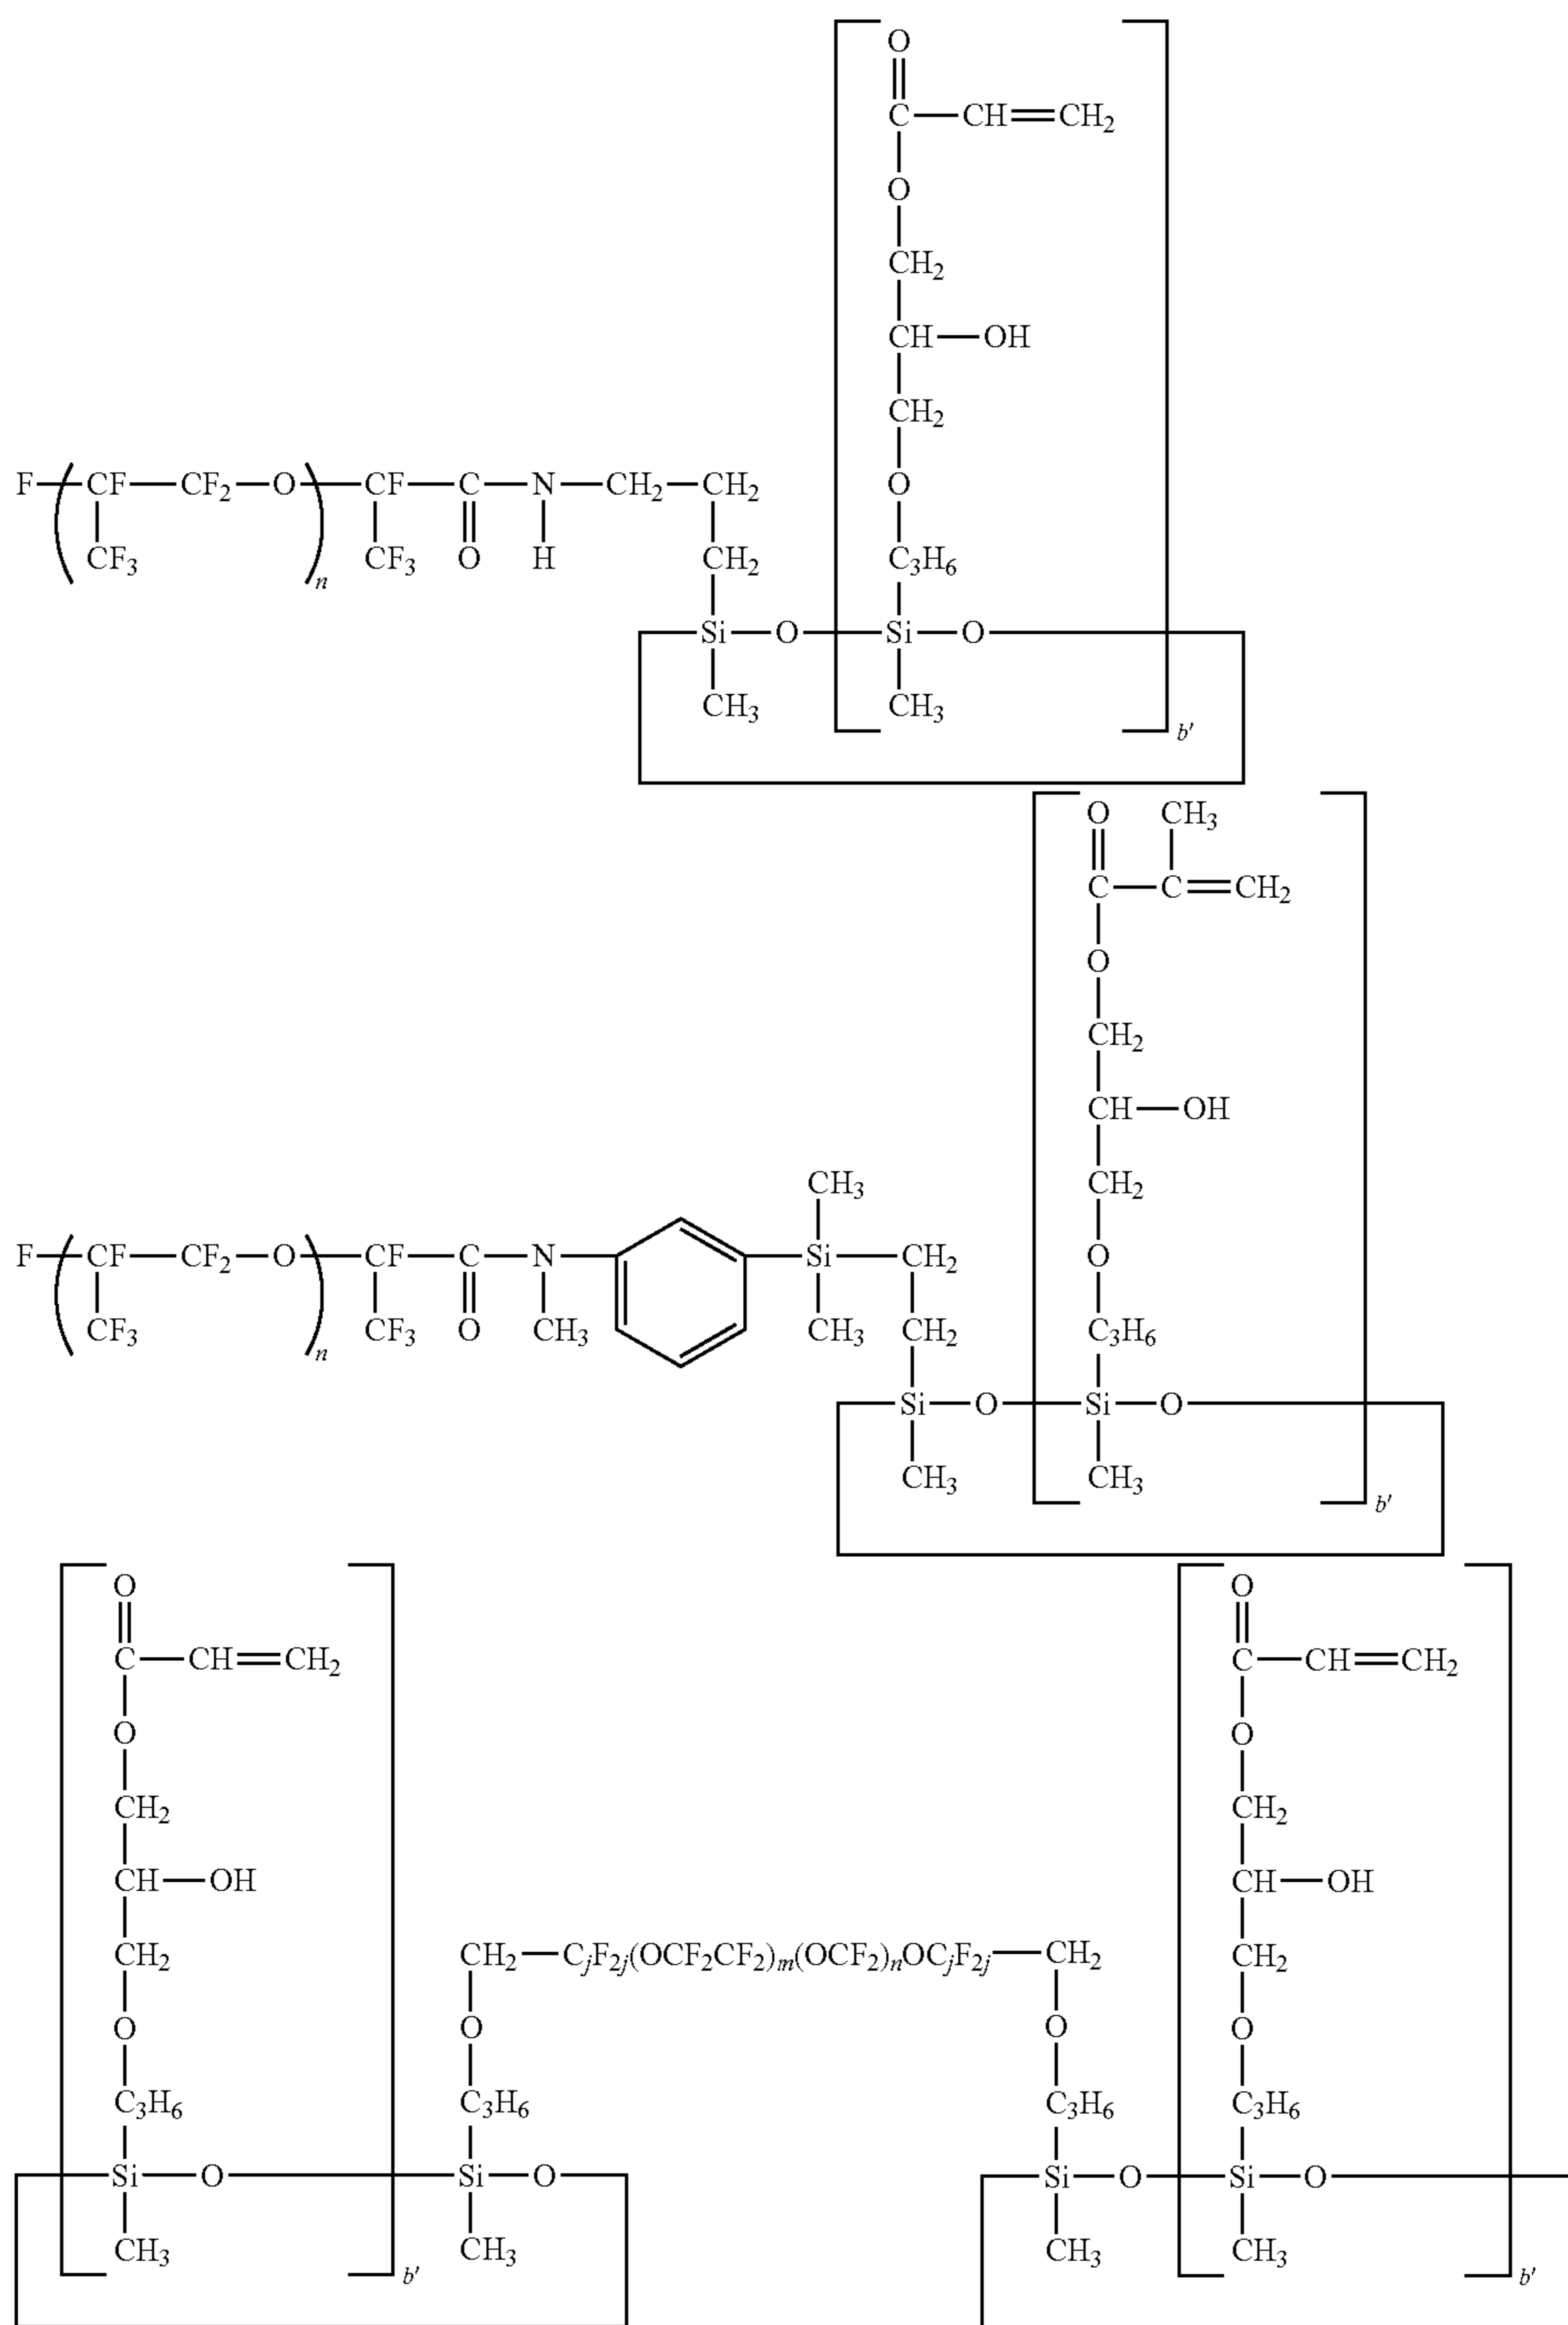 O
C CH CH2
O
CH2
CH OH
CH2
F CF CF2 O CF C N CH2 CH2 O
CF3 n CF3 O H CH2 C3H6
Si O Si O
CH3 CH3
b'
O CH3
C C CH2
O
CH2
CH OH
CH3 CH2
F CF CF2 O CF C N Si CH2 O
CF3 n CF3 O CH3 CH3 CH2 C3H6
Si O Si O
CH3 CH3
b'
O O
C CH CH2 C CH CH2
O O
CH2 CH2
CH OH CH OH
CH2 CH2 CjF2j(OCF2CF2)m(OCF2)nOCjF2j CH2 CH2
O O O O
C3H6 C3H6 C3H6 C3H6
Si O Si O Si O Si O
CH3 CH3 CH3 CH3
b' b'